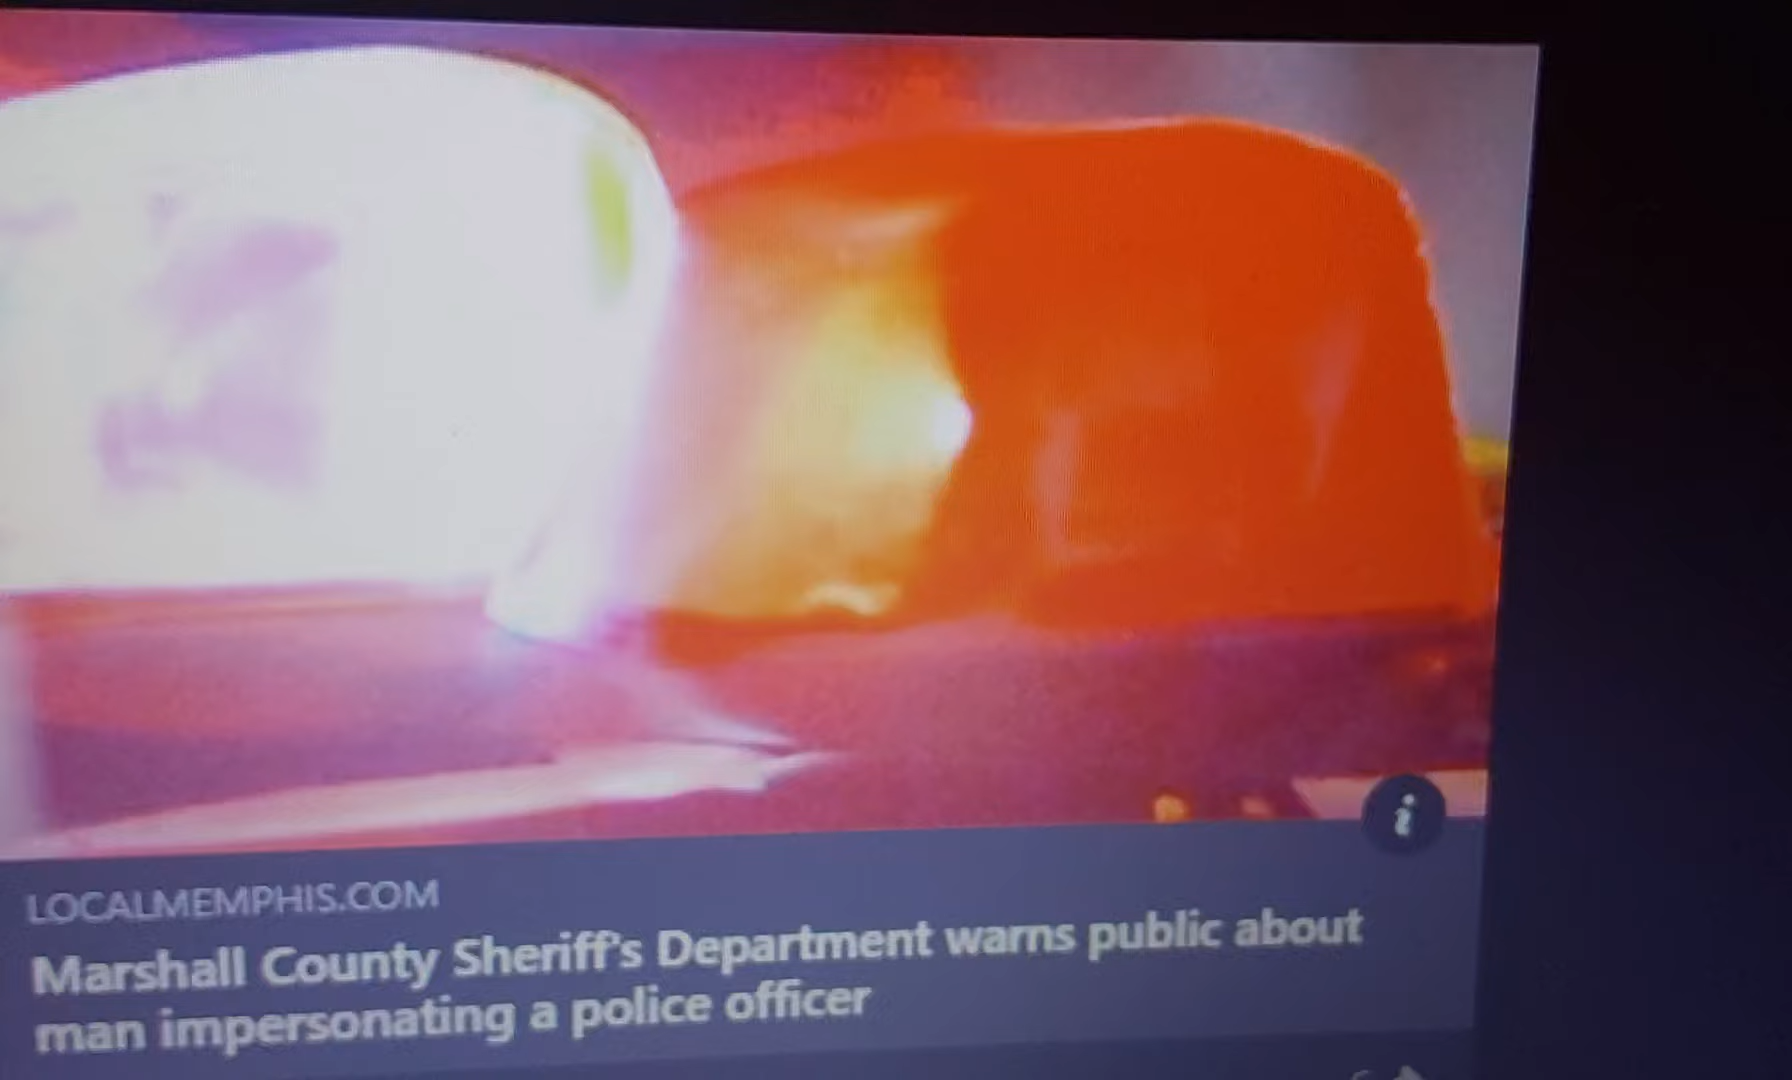 i
LOCALMEMPHIS.COM
Marshall County Sheriff's Department warns public about
man impersonating a police officer